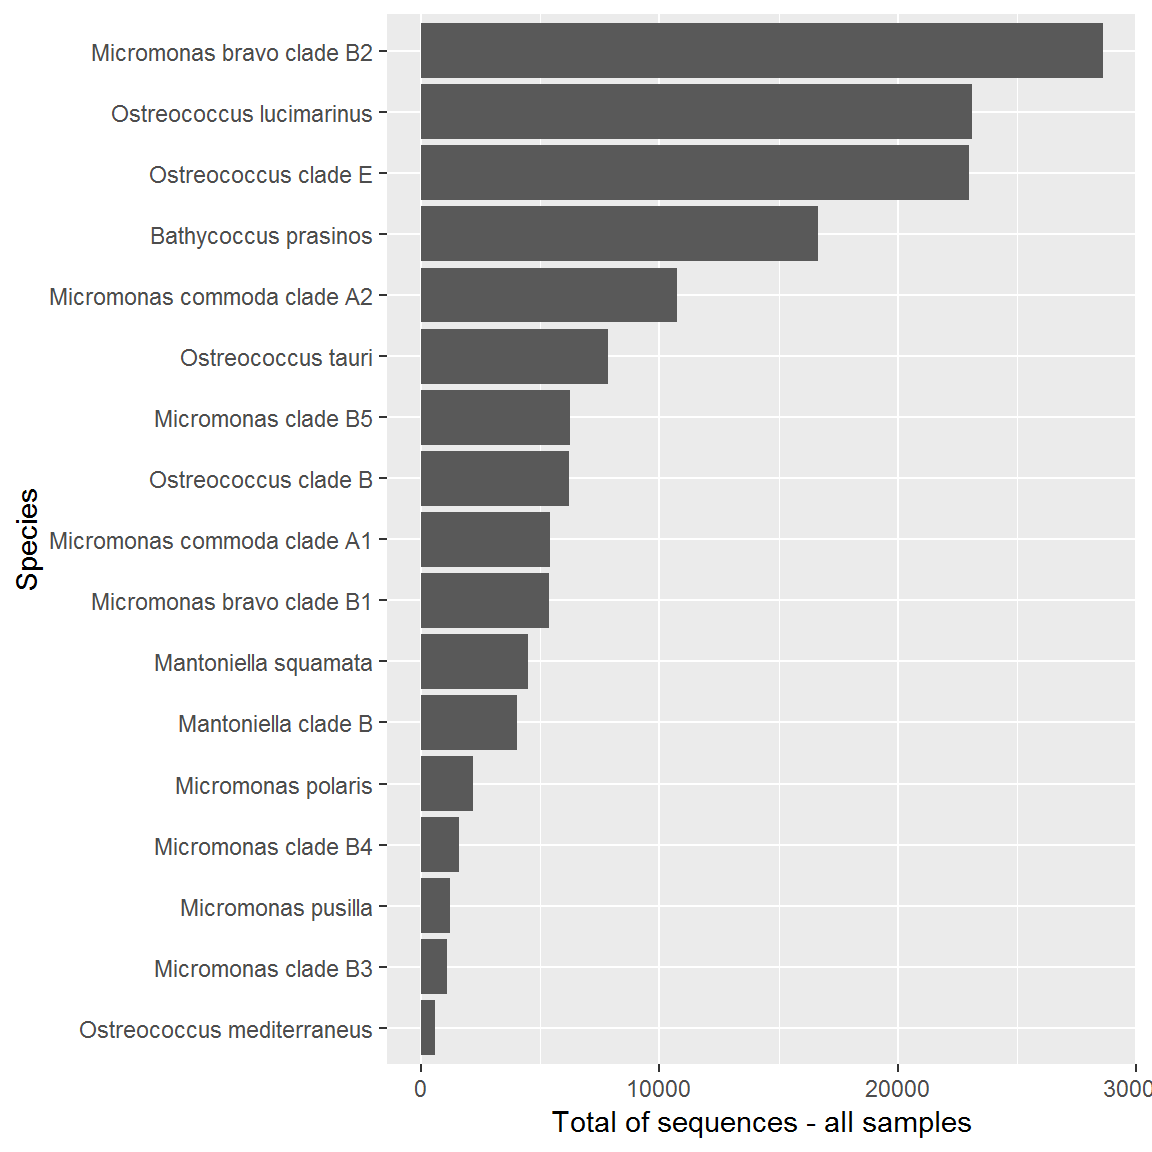 Micromonas bravo clade B2
Ostreococcus lucimarinus
Ostreococcus clade E
Bathycoccus prasinos
Micromonas commoda clade A2
Ostreococcus tauri
Micromonas clade B5
Ostreococcus clade B
Micromonas commoda clade A1
Micromonas bravo clade B1
Mantoniella squamata
Mantoniella clade B
Micromonas polaris
Micromonas clade B4
Micromonas pusilla
Micromonas clade B3
Ostreococcus mediterraneus
Species
0 10000 20000 3000
Total of sequences - all samples